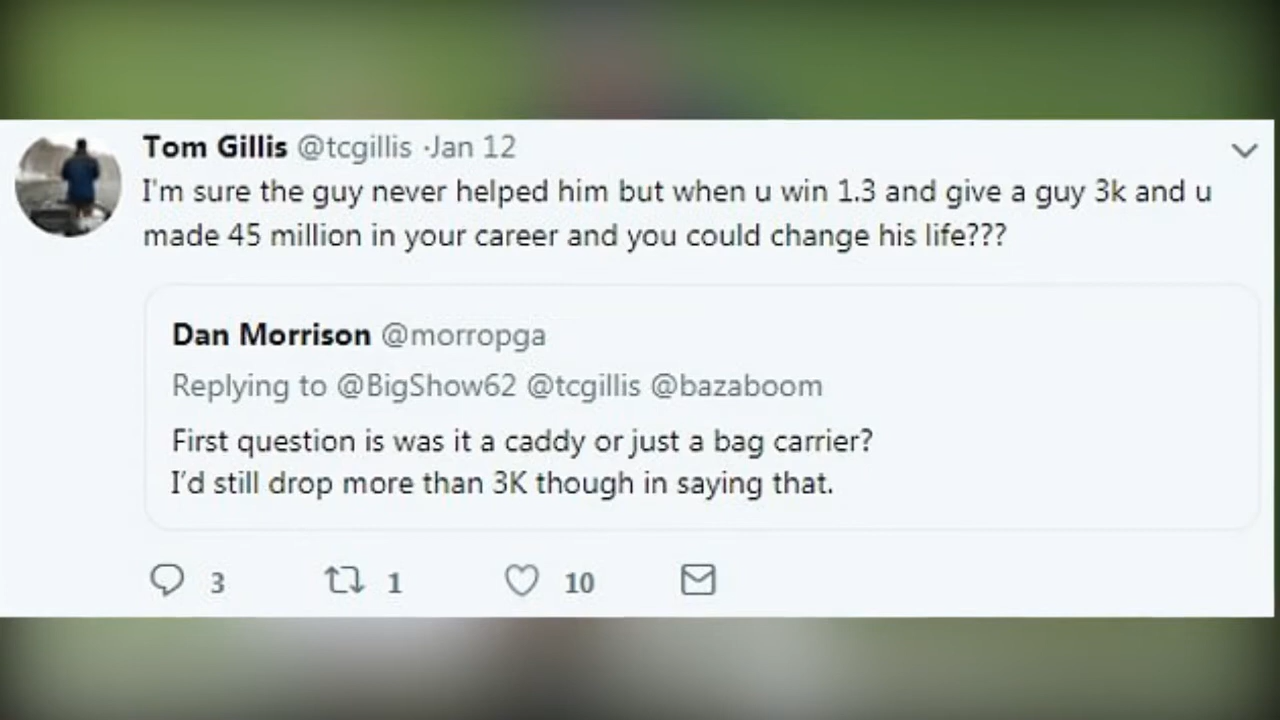 Tom Gillis @tcgillis ·Jan 12
I'm sure the guy never helped him but when u win 1.3 and give a guy 3k and u
made 45 million in your career and you could change his life???
Dan Morrison @morropga
Replying to @BigShow62 @tcgillis @bazaboom
First question is was it a caddy or just a bag carrier?
I'd still drop more than 3K though in saying that.
3 1 10